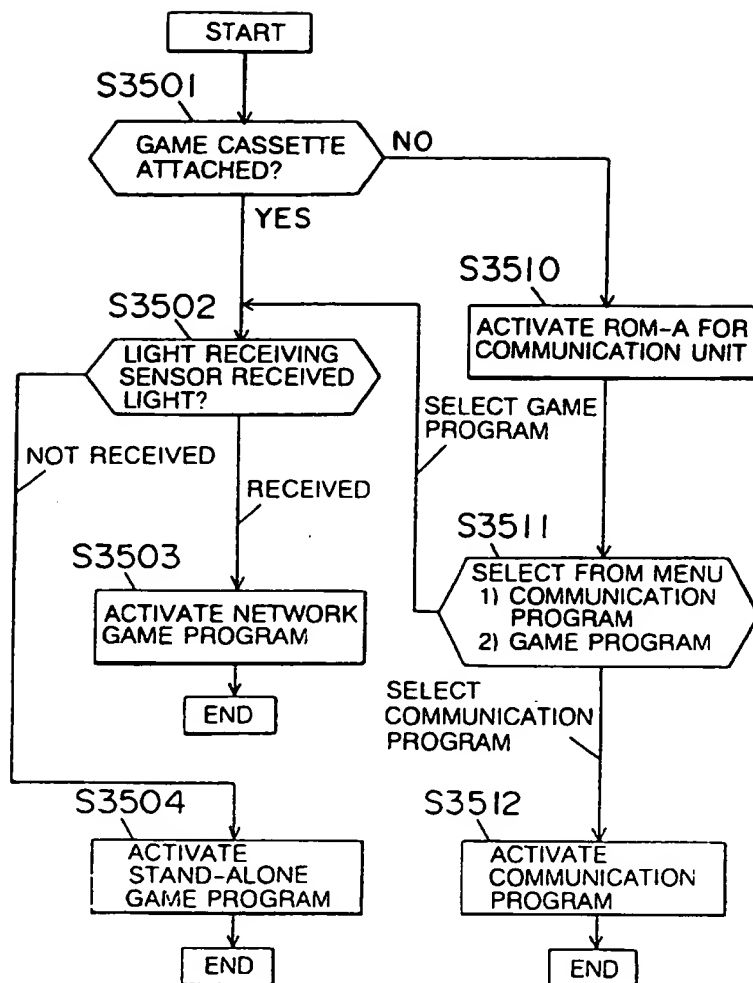 START
S3501
GAME CASSETTE
ATTACHED?
NO
YES
S3510
ACTIVATE ROM-A FOR
COMMUNICATION UNIT
S3502
LIGHT RECEIVING
SENSOR RECEIVED
LIGHT?
SELECT GAME
PROGRAM
NOT RECEIVED
RECEIVED
S3511
SELECT FROM MENU
1) COMMUNICATION
PROGRAM
2) GAME PROGRAM
S3503
ACTIVATE NETWORK
GAME PROGRAM
END
SELECT
COMMUNICATION
PROGRAM
S3504
ACTIVATE
STAND-ALONE
GAME PROGRAM
END
S3512
ACTIVATE
COMMUNICATION
PROGRAM
END